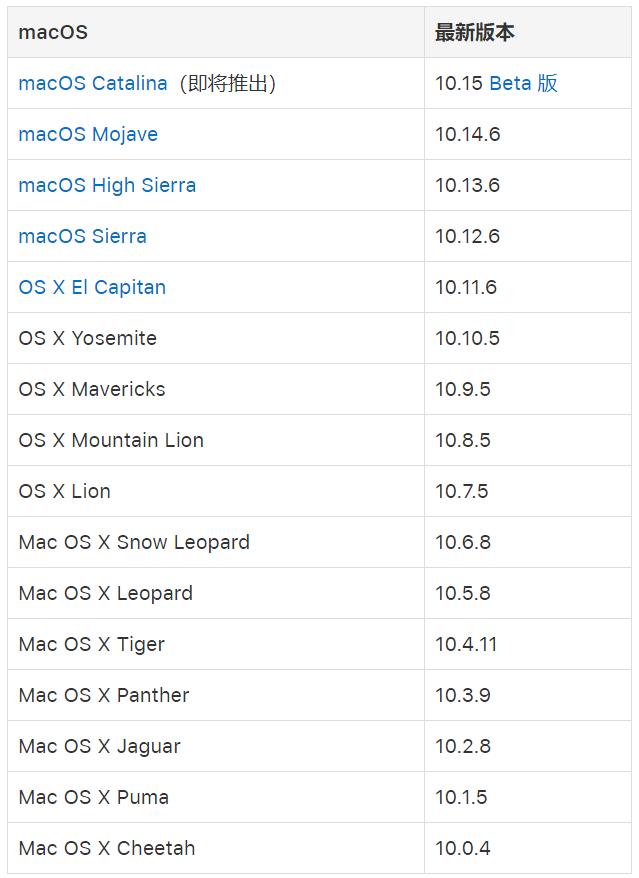 macOS 最新版本
macOS Catalina（即将推出） 10.15 Beta 版
macOS Mojave 10.14.6
macOS High Sierra 10.13.6
macOS Sierra 10.12.6
OS X El Capitan 10.11.6
OS X Yosemite 10.10.5
OS X Mavericks 10.9.5
OS X Mountain Lion 10.8.5
OS X Lion 10.7.5
Mac OS X Snow Leopard 10.6.8
Mac OS X Leopard 10.5.8
Mac OS X Tiger 10.4.11
Mac OS X Panther 10.3.9
Mac OS X Jaguar 10.2.8
Mac OS X Puma 10.1.5
Mac OS X Cheetah 10.0.4